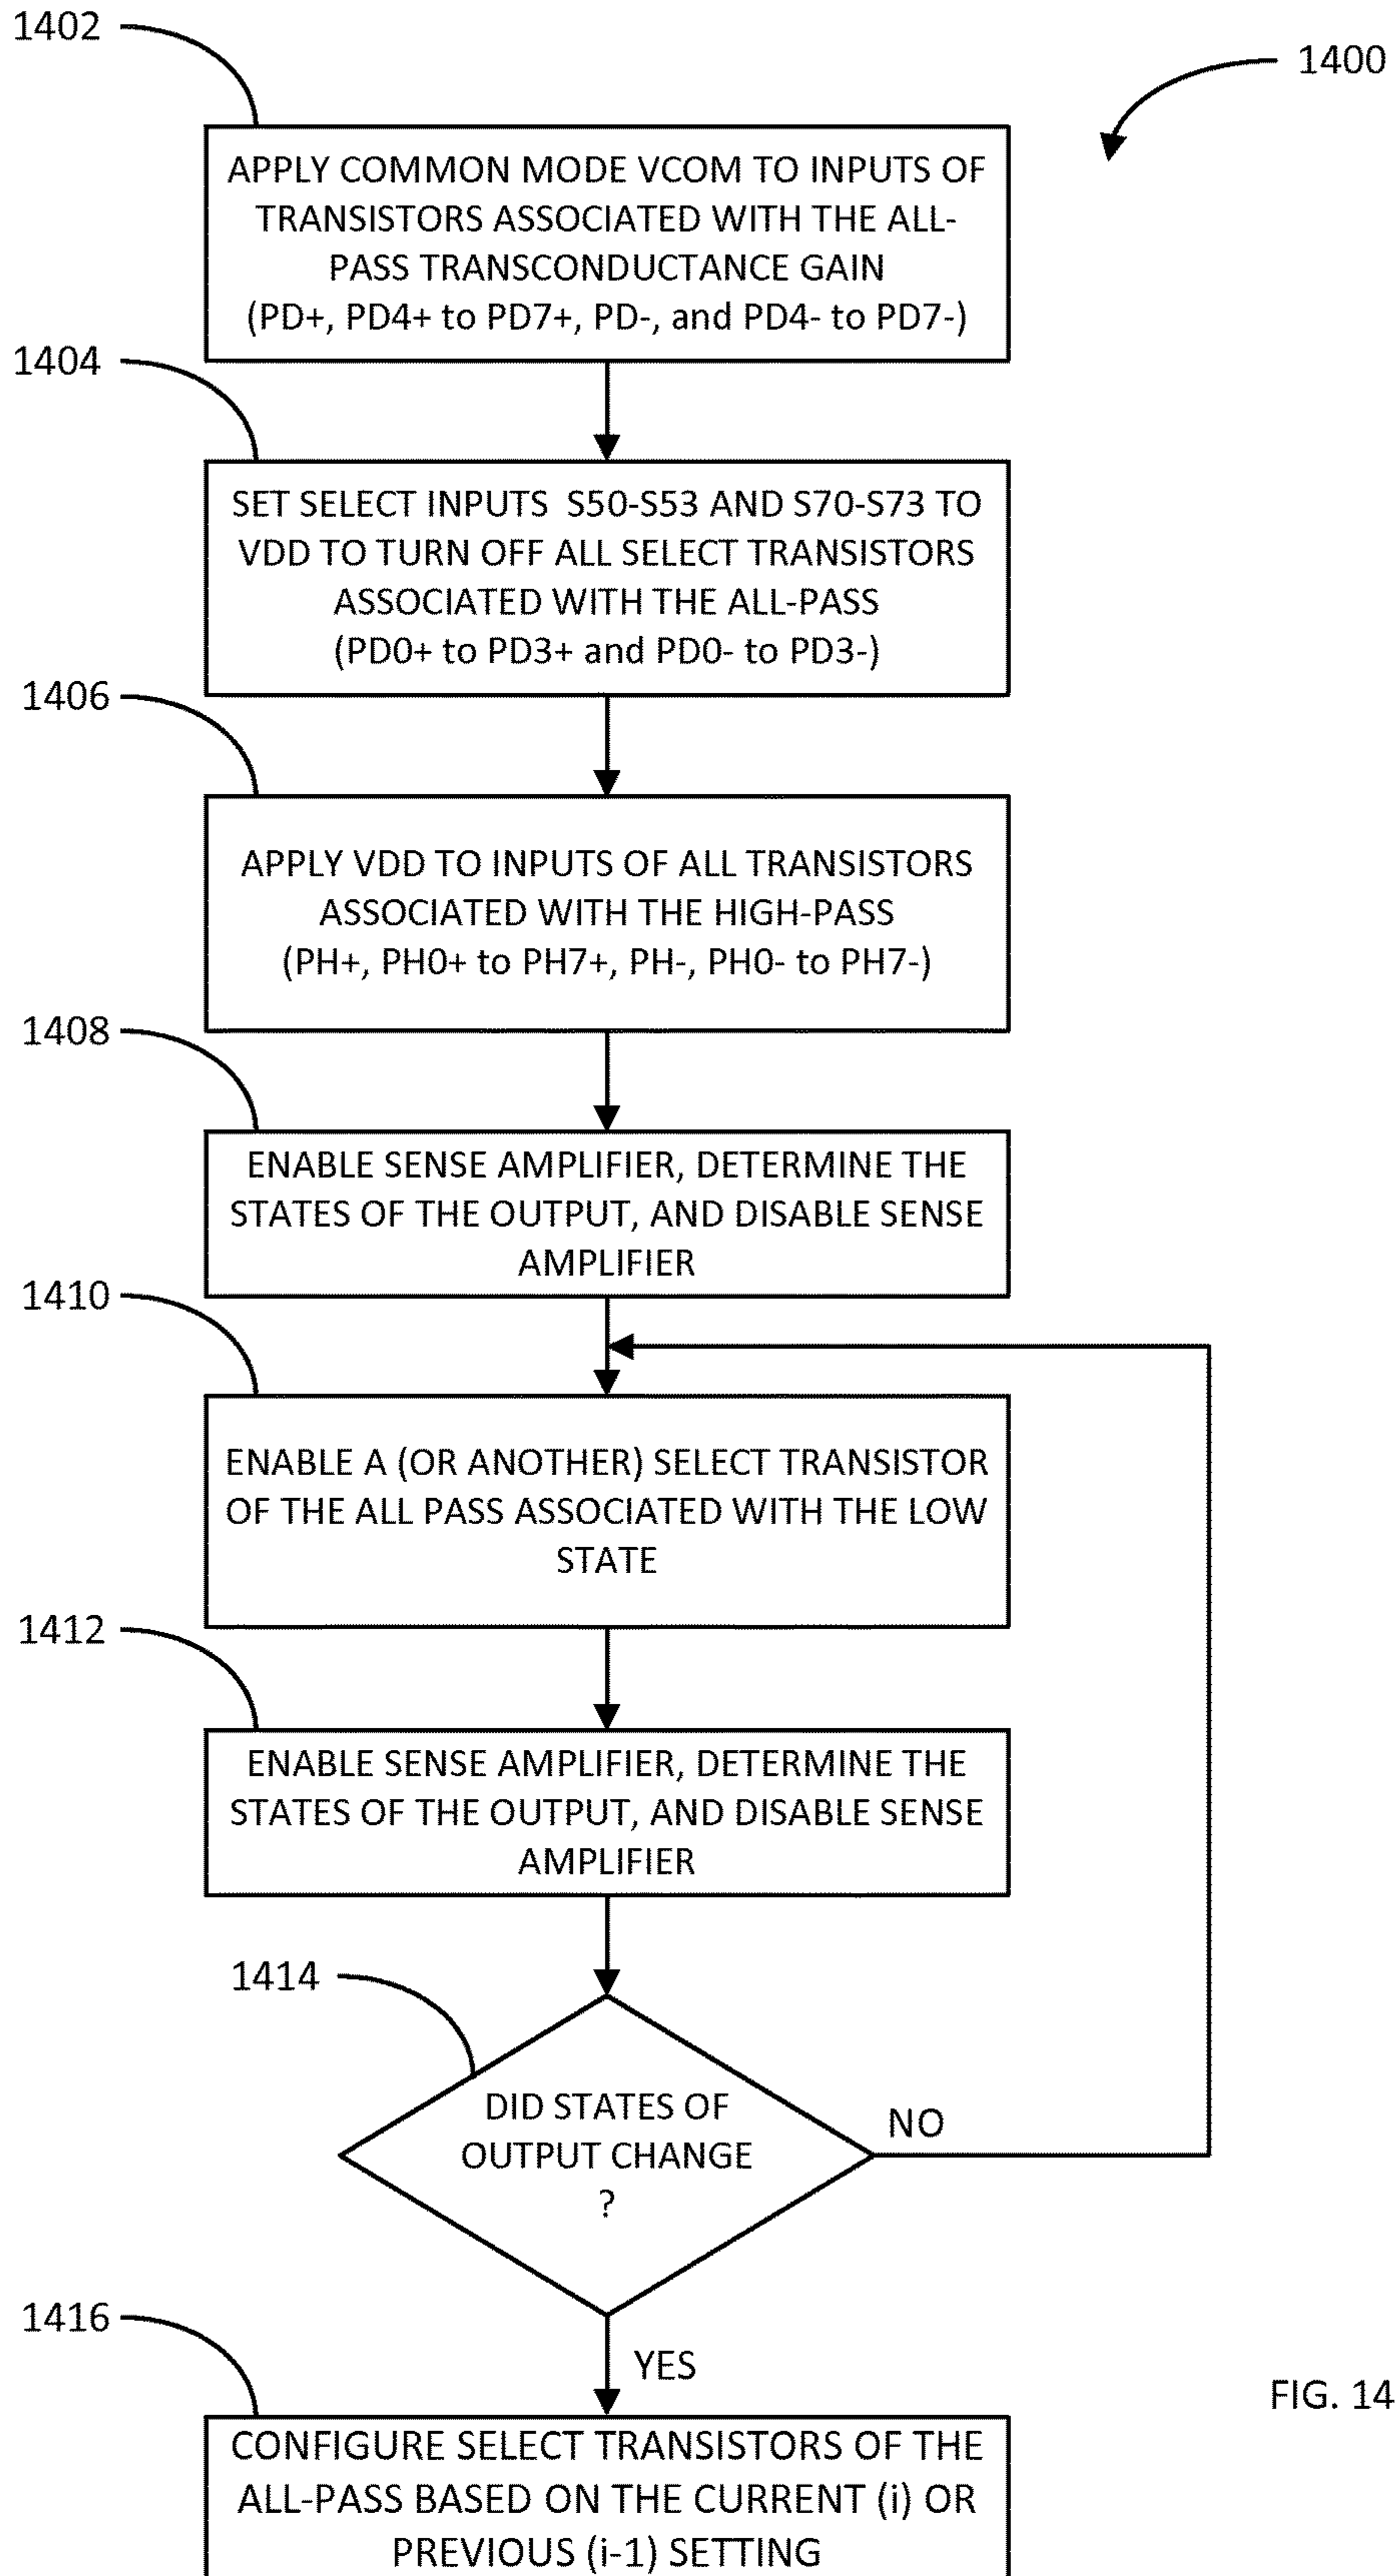 1402
1400
APPLY COMMON MODE VCOM TO INPUTS OF
TRANSISTORS ASSOCIATED WITH THE ALL-
PASS TRANSCONDUCTANCE GAIN
(PD+, PD4+ to PD7+, PD-, and PD4- to PD7-)
1404
SET SELECT INPUTS S50-S53 AND S70-S73 TO
VDD TO TURN OFF ALL SELECT TRANSISTORS
ASSOCIATED WITH THE ALL-PASS
(PD0+ to PD3+ and PD0- to PD3-)
1406
APPLY VDD TO INPUTS OF ALL TRANSISTORS
ASSOCIATED WITH THE HIGH-PASS
(PH+, PH0+ to PH7+, PH-, PH0- to PH7-)
1408
ENABLE SENSE AMPLIFIER, DETERMINE THE
STATES OF THE OUTPUT, AND DISABLE SENSE
AMPLIFIER
1410
ENABLE A (OR ANOTHER) SELECT TRANSISTOR
OF THE ALL PASS ASSOCIATED WITH THE LOW
STATE
1412
ENABLE SENSE AMPLIFIER, DETERMINE THE
STATES OF THE OUTPUT, AND DISABLE SENSE
AMPLIFIER
1414
DID STATES OF
OUTPUT CHANGE
?
NO
YES
1416
CONFIGURE SELECT TRANSISTORS OF THE
ALL-PASS BASED ON THE CURRENT (i) OR
PREVIOUS (i-1) SETTING
FIG. 14